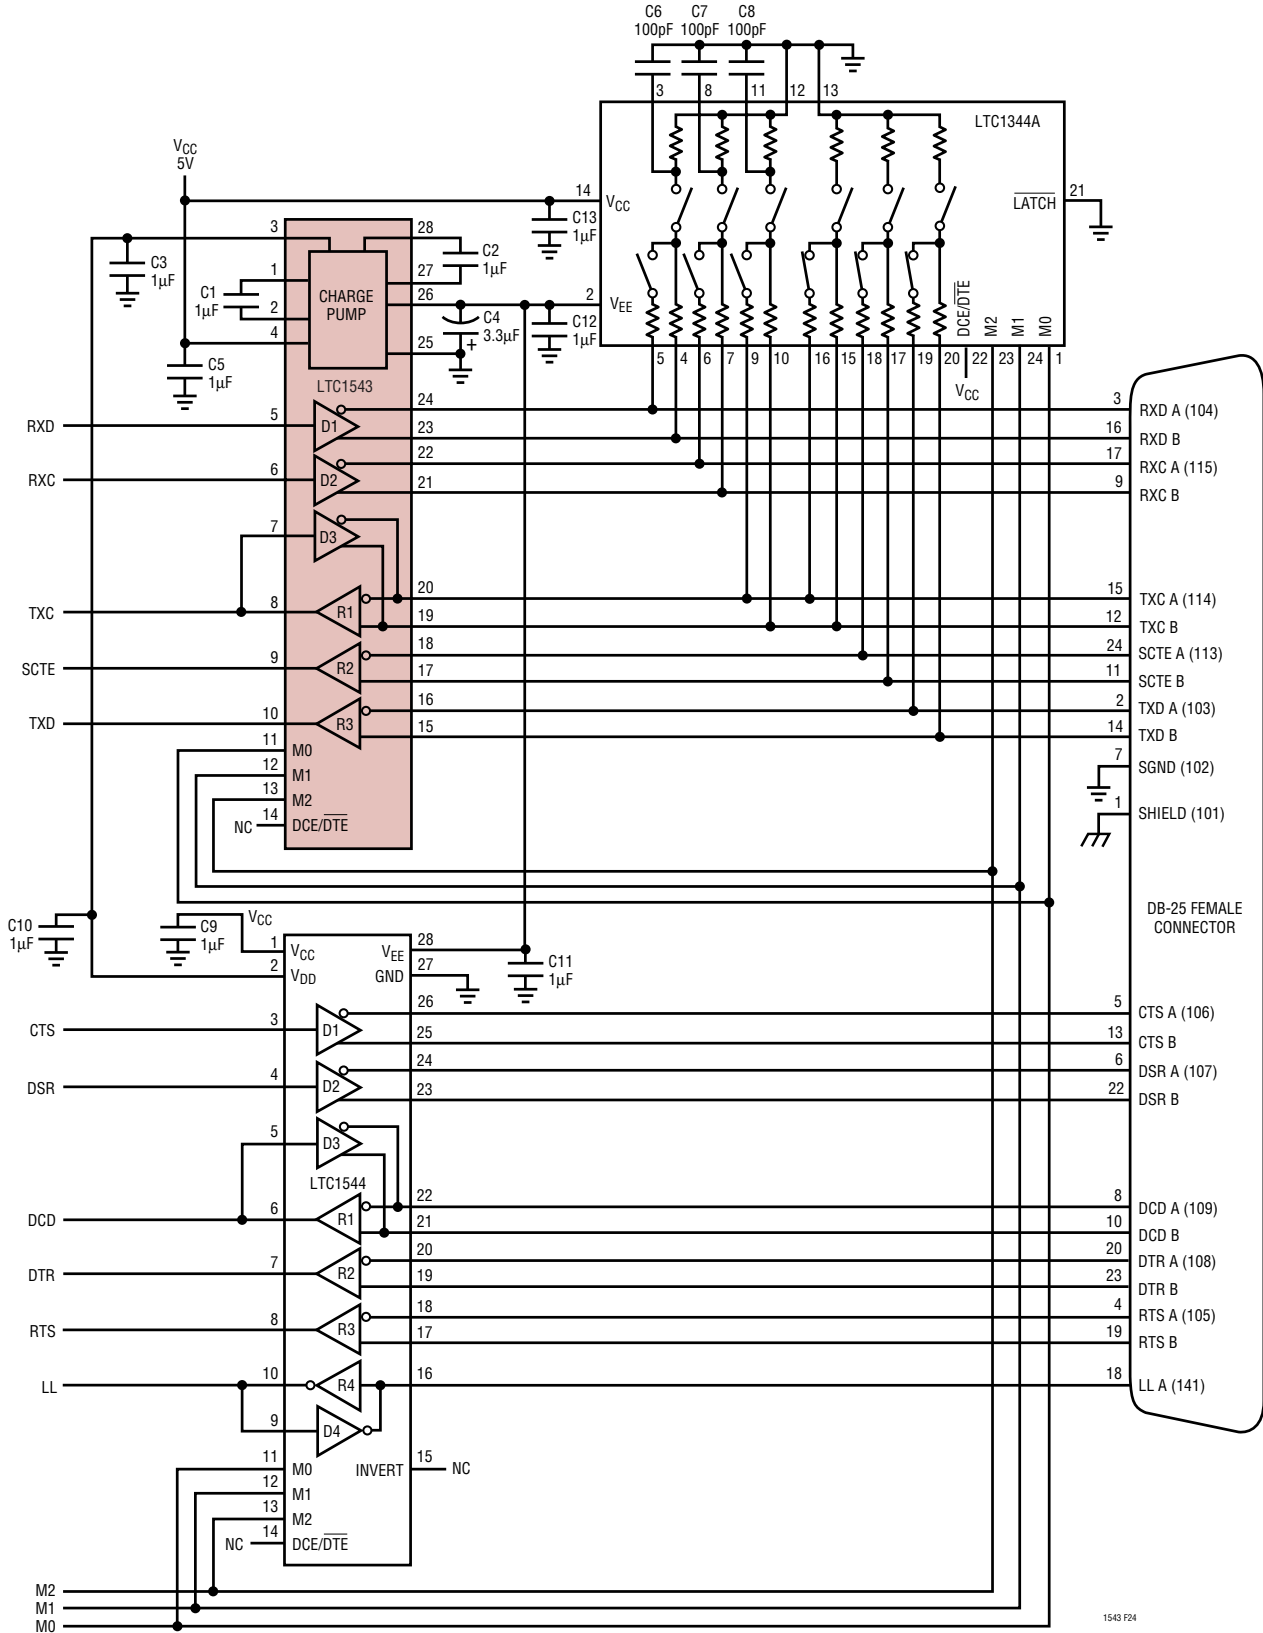 C6 C7 C8
100pF 100pF 100pF
3 8 11 12 13
LTC1344A
VCC
5V
14 VCC
LATCH 21
C13
1µF
3 28
C3
1µF
C2
1µF
1 27
C1
1µF
CHARGE
PUMP
26
2 VEE
2
C4
3.3µF
+
C12
1µF
4 25
C5
1µF
DCE/DTE M2 M1 M0
5 4 6 7 9 10 16 15 18 17 19 20 22 23 24 1
VCC
LTC1543
RXD 5 D1 24 3 RXD A (104)
23 16 RXD B
RXC 6 D2 22 17 RXC A (115)
21 9 RXC B
7 D3
TXC 8 R1 20 15 TXC A (114)
19 12 TXC B
SCTE 9 R2 18 24 SCTE A (113)
17 11 SCTE B
TXD 10 R3 16 2 TXD A (103)
15 14 TXD B
11 M0
12 M1
13 M2
NC 14 DCE/DTE
7 SGND (102)
1 SHIELD (101)
DB-25 FEMALE
CONNECTOR
C10
1µF
C9
1µF
VCC
1 VCC VEE 28
2 VDD GND 27
C11
1µF
CTS 3 D1 26 5 CTS A (106)
25 13 CTS B
DSR 4 D2 24 6 DSR A (107)
23 22 DSR B
5 D3
LTC1544
DCD 6 R1 22 8 DCD A (109)
21 10 DCD B
DTR 7 R2 20 20 DTR A (108)
19 23 DTR B
RTS 8 R3 18 4 RTS A (105)
17 19 RTS B
LL 10 R4 16 18 LL A (141)
9 D4
11 M0 INVERT 15 NC
12 M1
13 M2
NC 14 DCE/DTE
M2
M1
M0
1543 F24